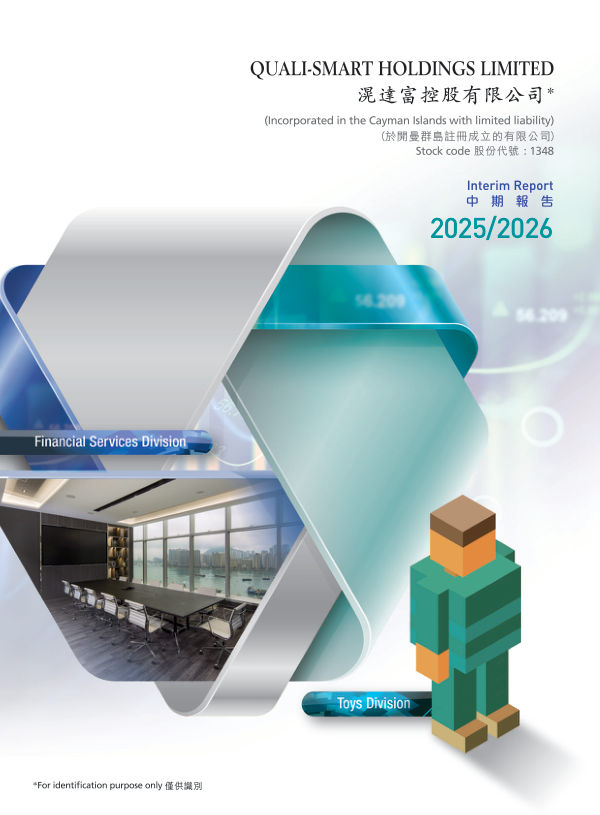 QUALI-SMART HOLDINGS LIMITED
滉達富控股有限公司*
(Incorporated in the Cayman Islands with limited liability)
(於開曼群島註冊成立的有限公司)
Stock code 股份代號 : 1348
Interim Report
中期報告
2025/2026
56.209
56.209
Financial Services Division
Toys Division
*For identification purpose only 僅供識別